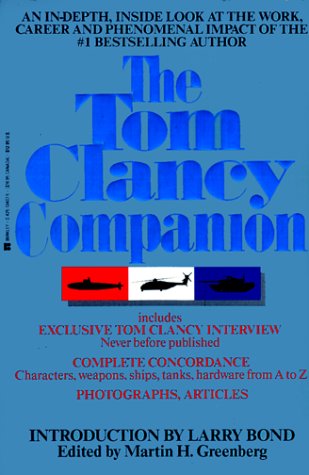 AN IN-DEPTH, INSIDE LOOK AT THE WORK,
CAREER AND PHENOMENAL IMPACT OF THE
#1 BESTSELLING AUTHOR
The
Tom
Clancy
Companion
includes
EXCLUSIVE TOM CLANCY INTERVIEW
Never before published
COMPLETE CONCORDANCE
Characters, weapons, ships, tanks, hardware from A to Z
PHOTOGRAPHS, ARTICLES
INTRODUCTION BY LARRY BOND
Edited by Martin H. Greenberg